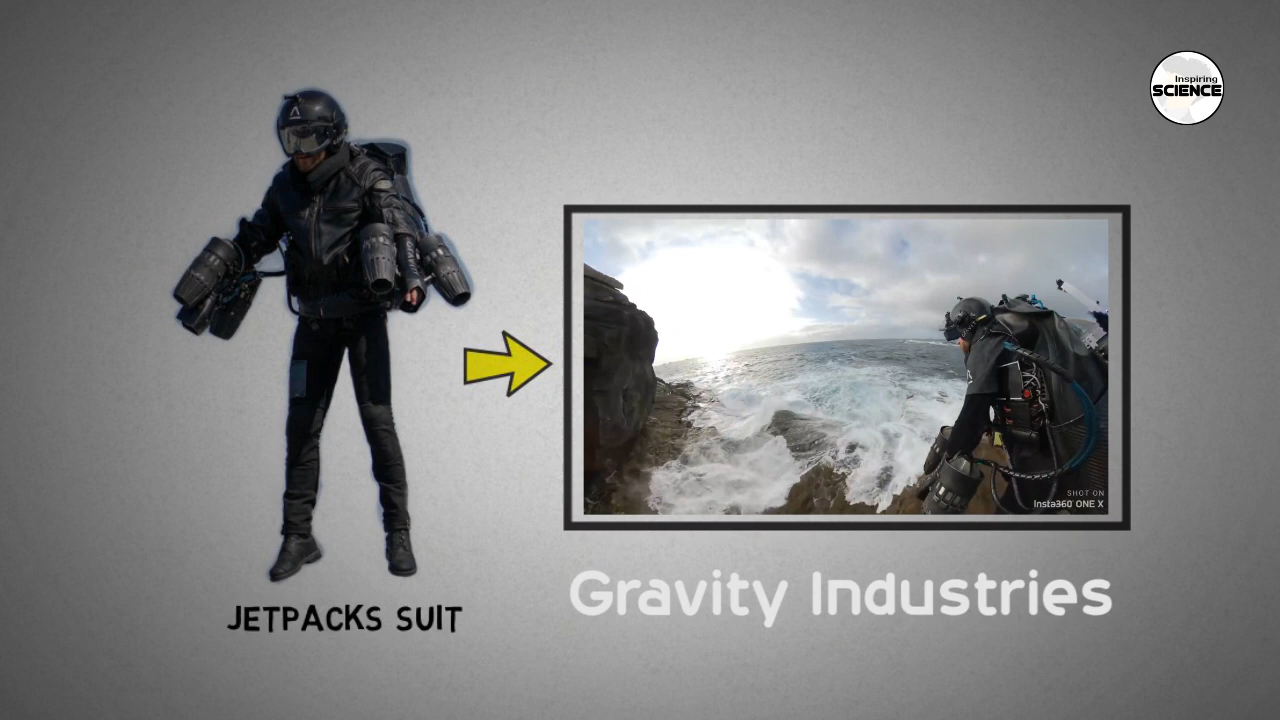 Inspiring
SCIENCE
SHOT ON
Insta360 ONE X
JETPACKS SUIT
Gravity Industries